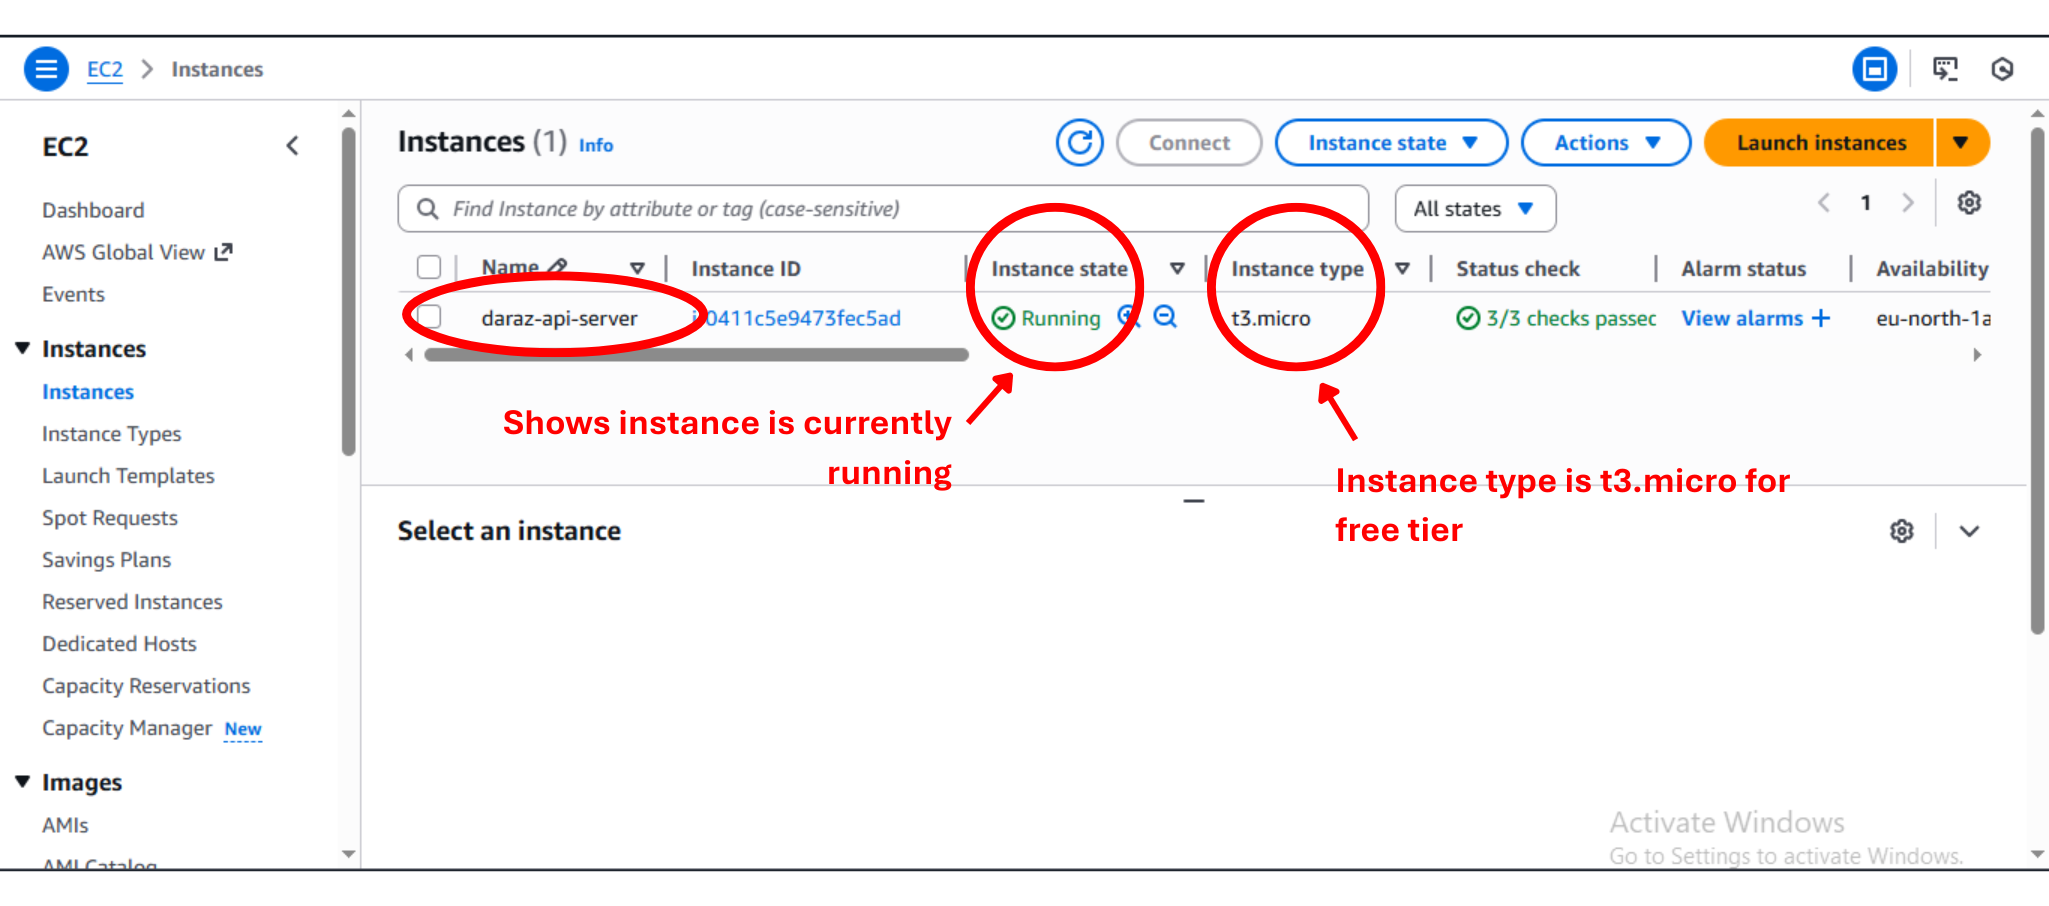 EC2 > Instances
EC2
Dashboard
AWS Global View
Events
Instances
Instances
Instance Types
Launch Templates
Spot Requests
Savings Plans
Reserved Instances
Dedicated Hosts
Capacity Reservations
Capacity Manager New
Images
AMIs
AMI Catalog
Instances (1) Info
Connect
Instance state
Actions
Launch instances
Find Instance by attribute or tag (case-sensitive)
All states
1
Name Instance ID Instance state Instance type Status check Alarm status Availability
daraz-api-server 0411c5e9473fec5ad Running t3.micro 3/3 checks passec View alarms + eu-north-1a
Shows instance is currently
running
Instance type is t3.micro for
free tier
Select an instance
Activate Windows
Go to Settings to activate Windows.